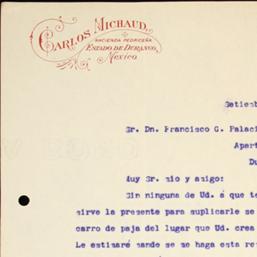 Carlos Michaud,
Hacienda Pedriceña
Estado de Durango,
Mexico
Setiemb
Sr. Dn. Francisco G. Palaci
Apart
Du
Muy Sr. mio y amigo:
Sin ninguna de Ud. á que te
sirve la presente para suplicarle se
carro de paja del lugar que Ud. crea
Le estimaré mande se me haga esta re